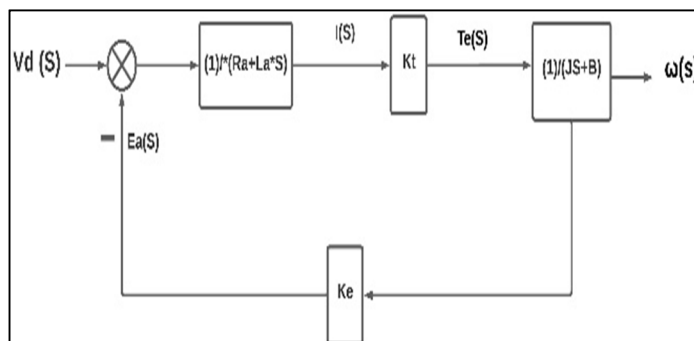 Vd (S)
(1)/*(Ra+La*S)
I(S)
Kt
Te(S)
(1)/(JS+B)
ω(s)
Ea(S)
Ke